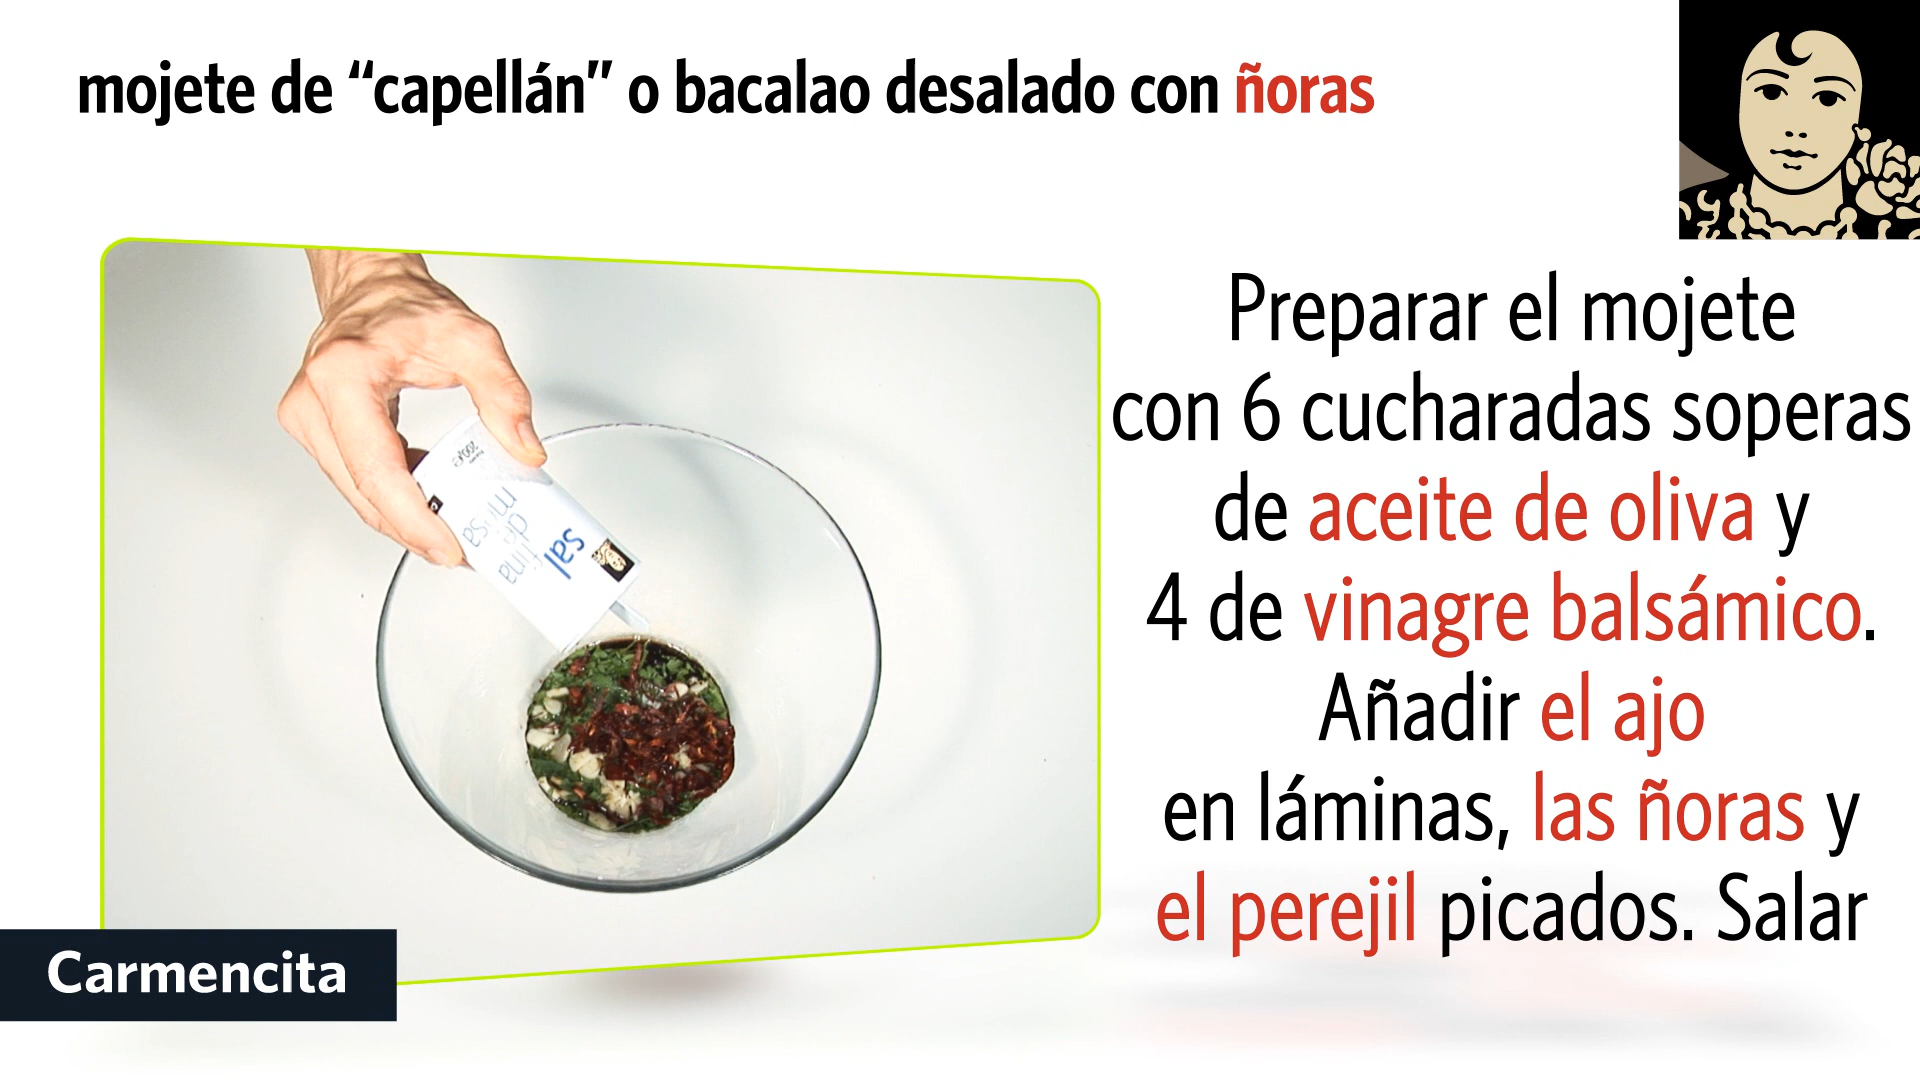 mojete de “capellán” o bacalao desalado con ñoras
Preparar el mojete
con 6 cucharadas soperas
de aceite de oliva y
4 de vinagre balsámico.
Añadir el ajo
en láminas, las ñoras y
el perejil picados. Salar
sal
fina
de
mesa
Carmencita